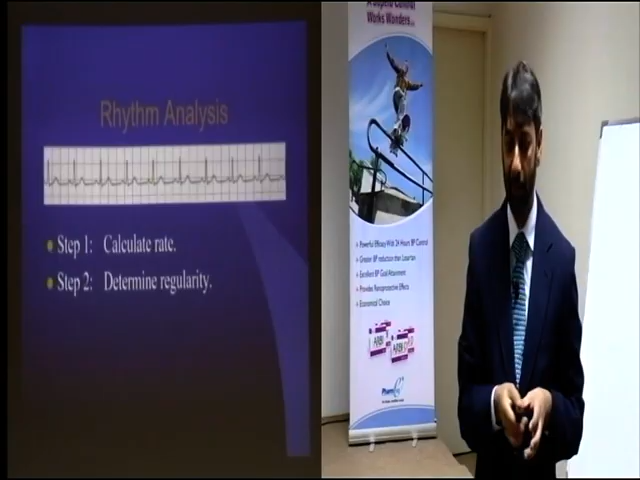 Rhythm Analysis
Step 1: Calculate rate.
Step 2: Determine regularity.
Works Wonders
Powerful Efficacy With 24 Hours BP Control
Greater BP reduction than Losartan
Excellent BP Goal Attainment
Provides Renoprotective Effects
Economical Choice